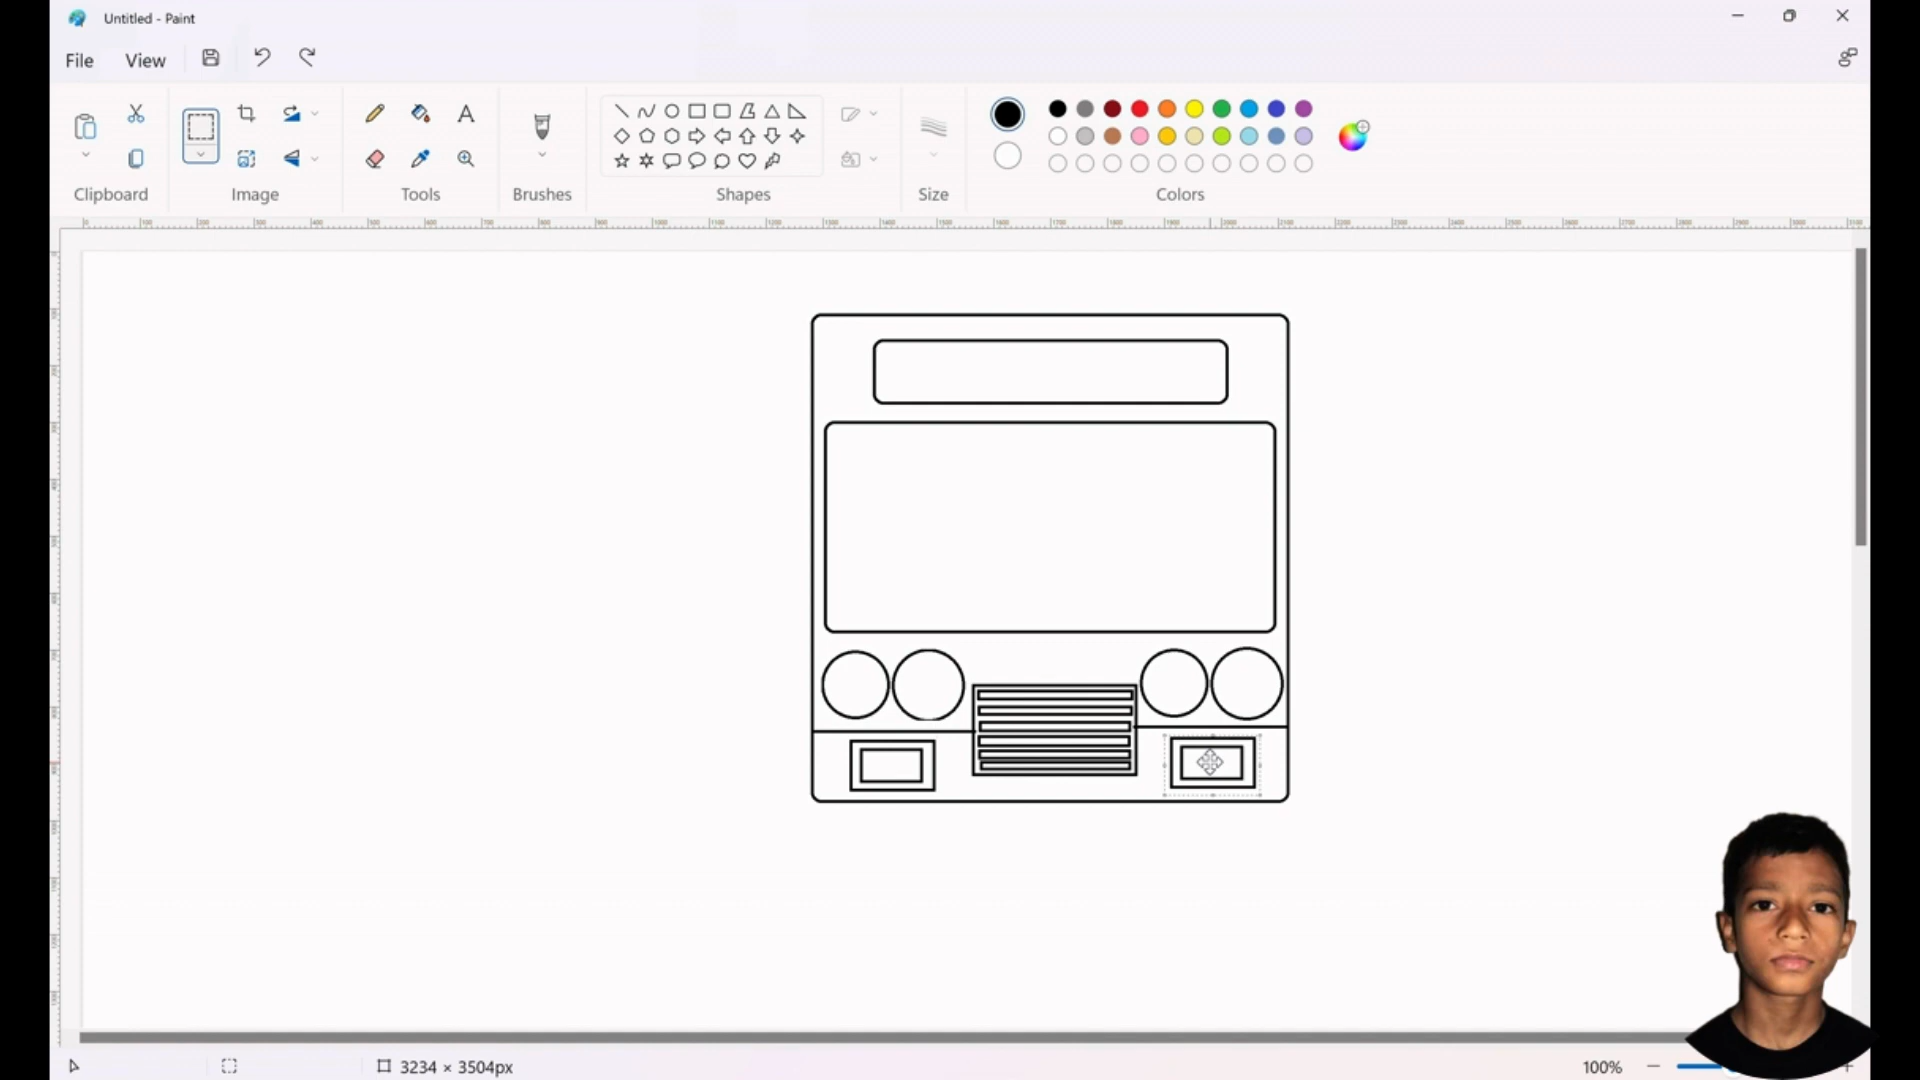 Untitled - Paint
File View
Clipboard Image Tools Brushes Shapes Size Colors
3234 × 3504px
100%